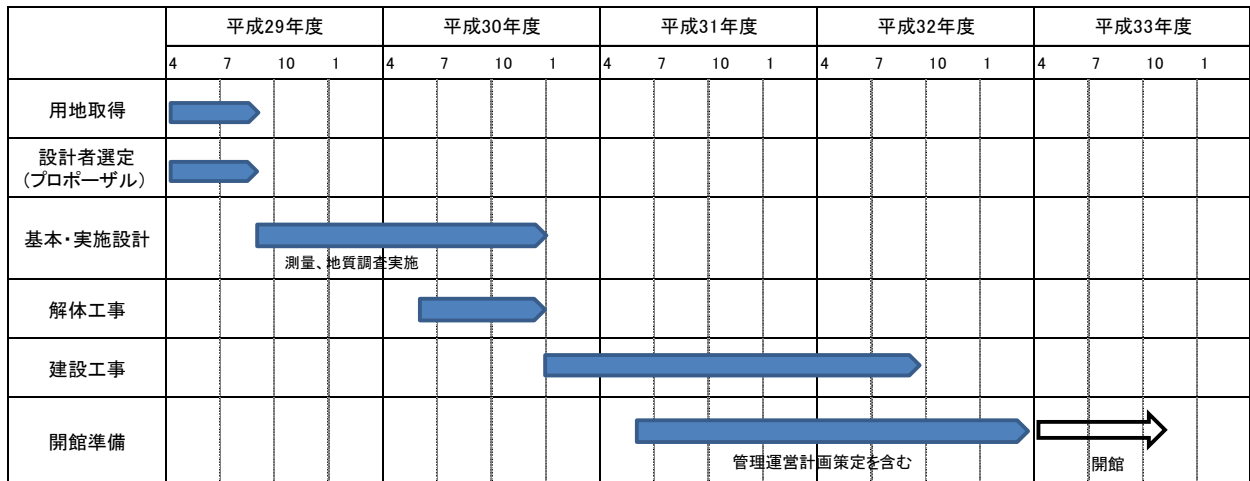 平成29年度 平成30年度 平成31年度 平成32年度 平成33年度
4 7 10 1 4 7 10 1 4 7 10 1 4 7 10 1 4 7 10 1
用地取得
設計者選定
(プロポーザル)
基本・実施設計
測量、地質調査実施
解体工事
建設工事
開館準備
管理運営計画策定を含む
開館